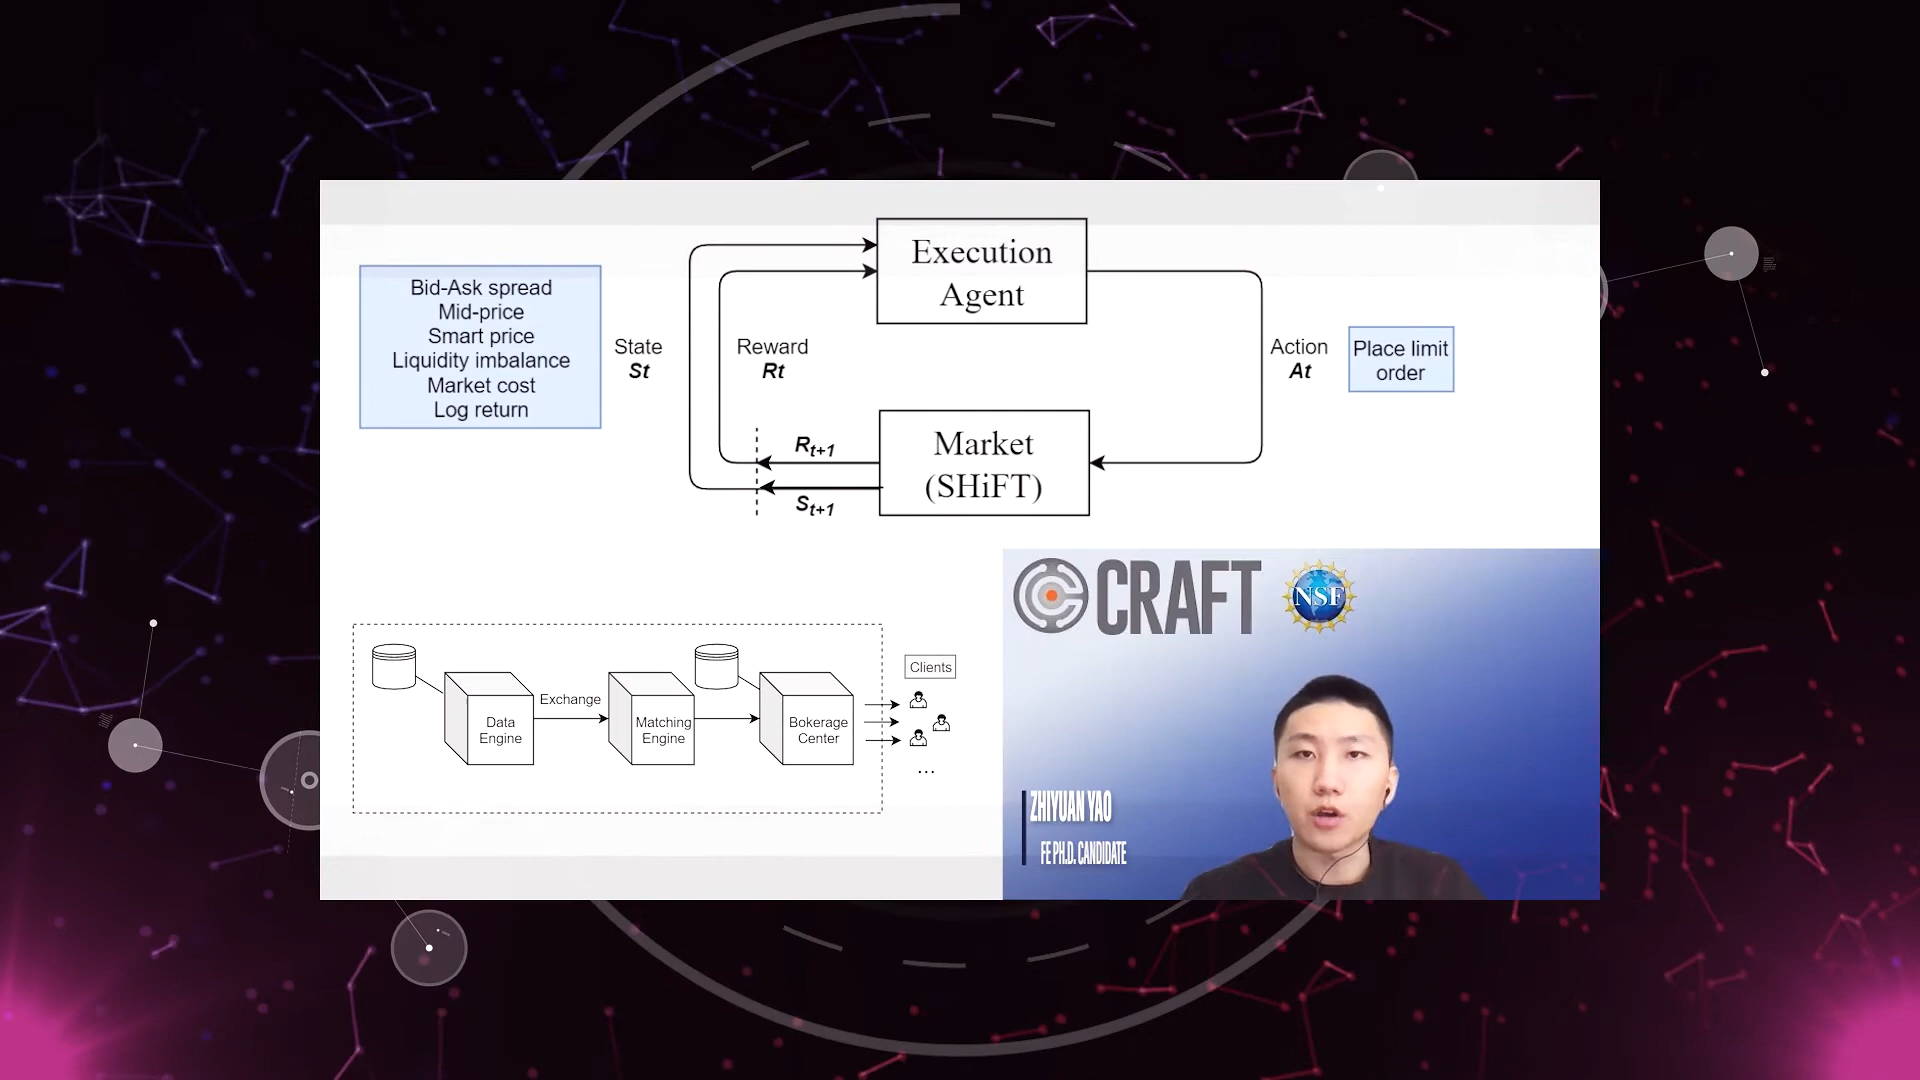 Execution
Agent
Bid-Ask spread
Mid-price
Smart price
Liquidity imbalance
Market cost
Log return
State
St
Reward
Rt
Action
At
Place limit
order
Rt+1
St+1
Market
(SHiFT)
CRAFT
NSF
Data
Engine
Exchange
Matching
Engine
Bokerage
Center
Clients
...
ZHIYUAN YAO
FE PH.D. CANDIDATE